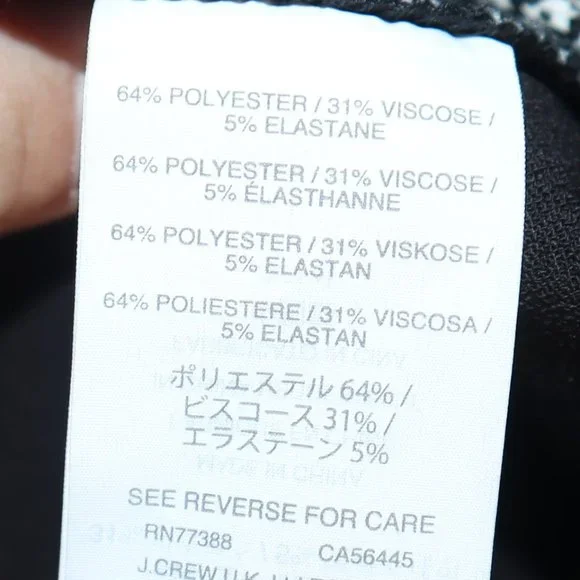 64% POLYESTER / 31% VISCOSE /
5% ELASTANE
64% POLYESTER / 31% VISCOSE /
5% ÉLASTHANNE
64% POLYESTER / 31% VISKOSE /
5% ELASTAN
64% POLIESTERE / 31% VISCOSA /
5% ELASTAN
ポリエステル 64% /
ビスコース 31% /
エラステーン 5%
SEE REVERSE FOR CARE
RN77388 CA56445
J.CREW U.K.